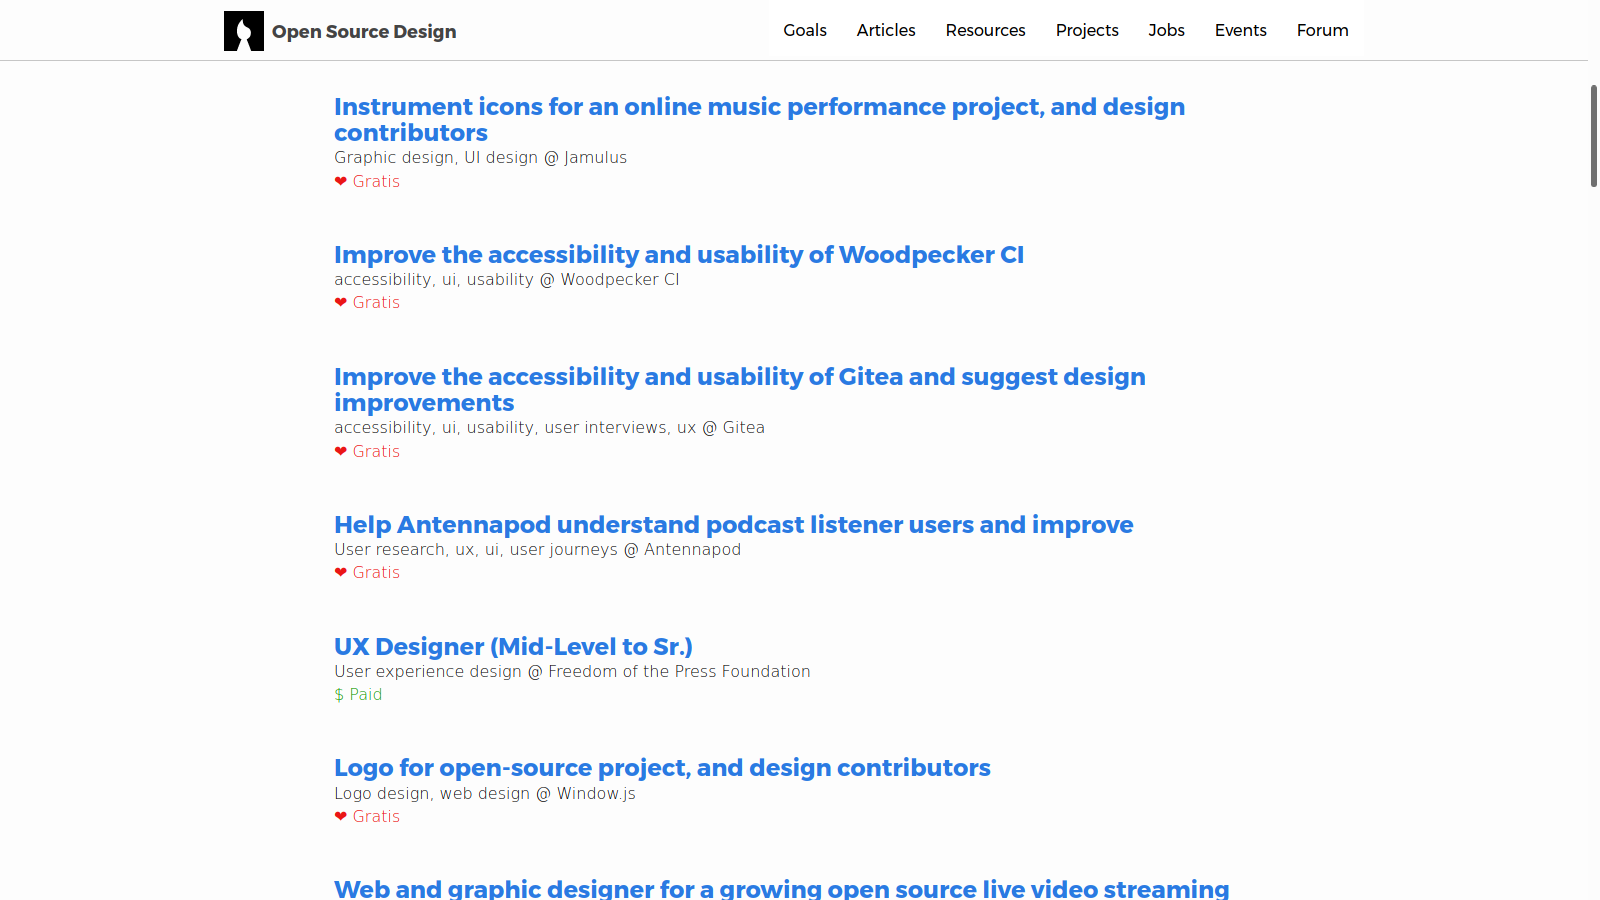 Open Source Design
Goals Articles Resources Projects Jobs Events Forum
Instrument icons for an online music performance project, and design
contributors
Graphic design, UI design @ Jamulus
❤ Gratis
Improve the accessibility and usability of Woodpecker CI
accessibility, ui, usability @ Woodpecker CI
❤ Gratis
Improve the accessibility and usability of Gitea and suggest design
improvements
accessibility, ui, usability, user interviews, ux @ Gitea
❤ Gratis
Help Antennapod understand podcast listener users and improve
User research, ux, ui, user journeys @ Antennapod
❤ Gratis
UX Designer (Mid-Level to Sr.)
User experience design @ Freedom of the Press Foundation
$ Paid
Logo for open-source project, and design contributors
Logo design, web design @ Window.js
❤ Gratis
Web and graphic designer for a growing open source live video streaming